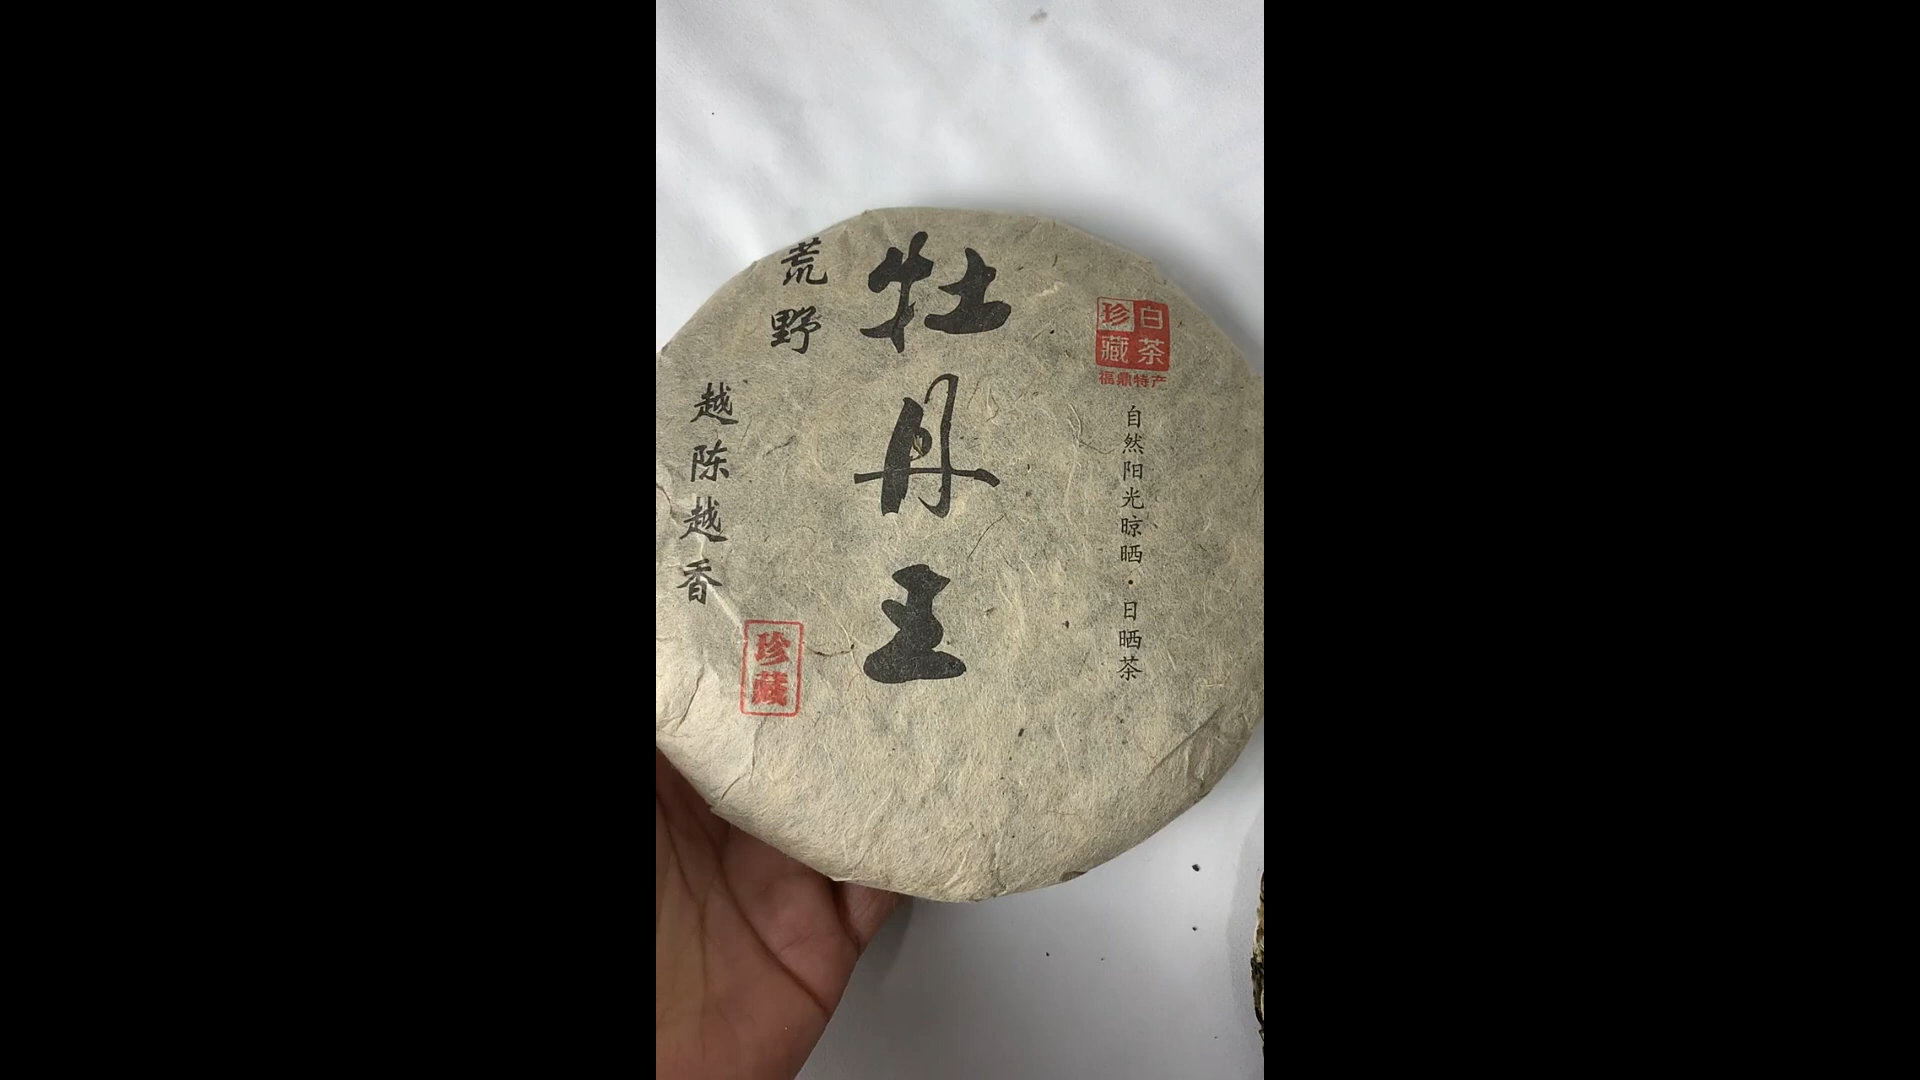 荒野
牡丹王
越陈越香
珍藏
白茶
珍藏
福鼎特产
自然阳光晾晒·日晒茶